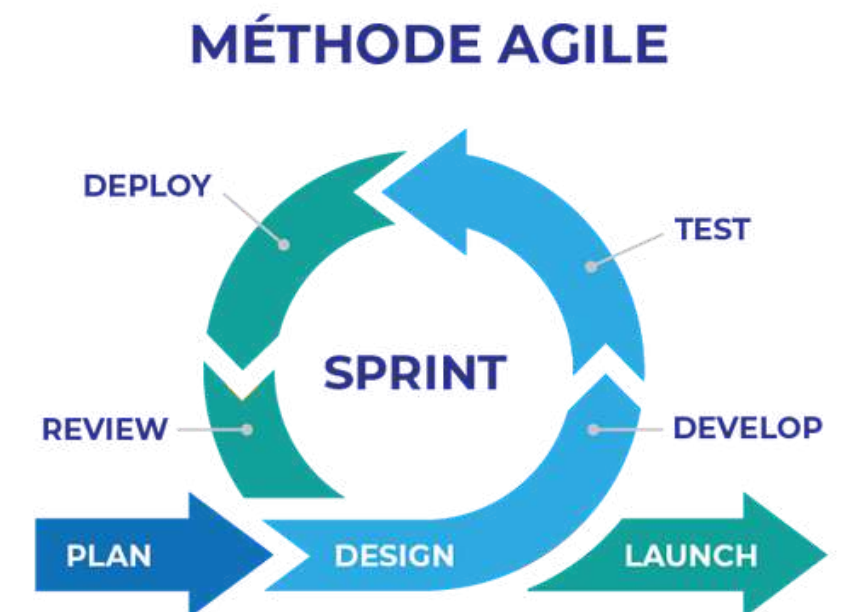 MÉTHODE AGILE
DEPLOY
TEST
SPRINT
REVIEW
DEVELOP
PLAN
DESIGN
LAUNCH